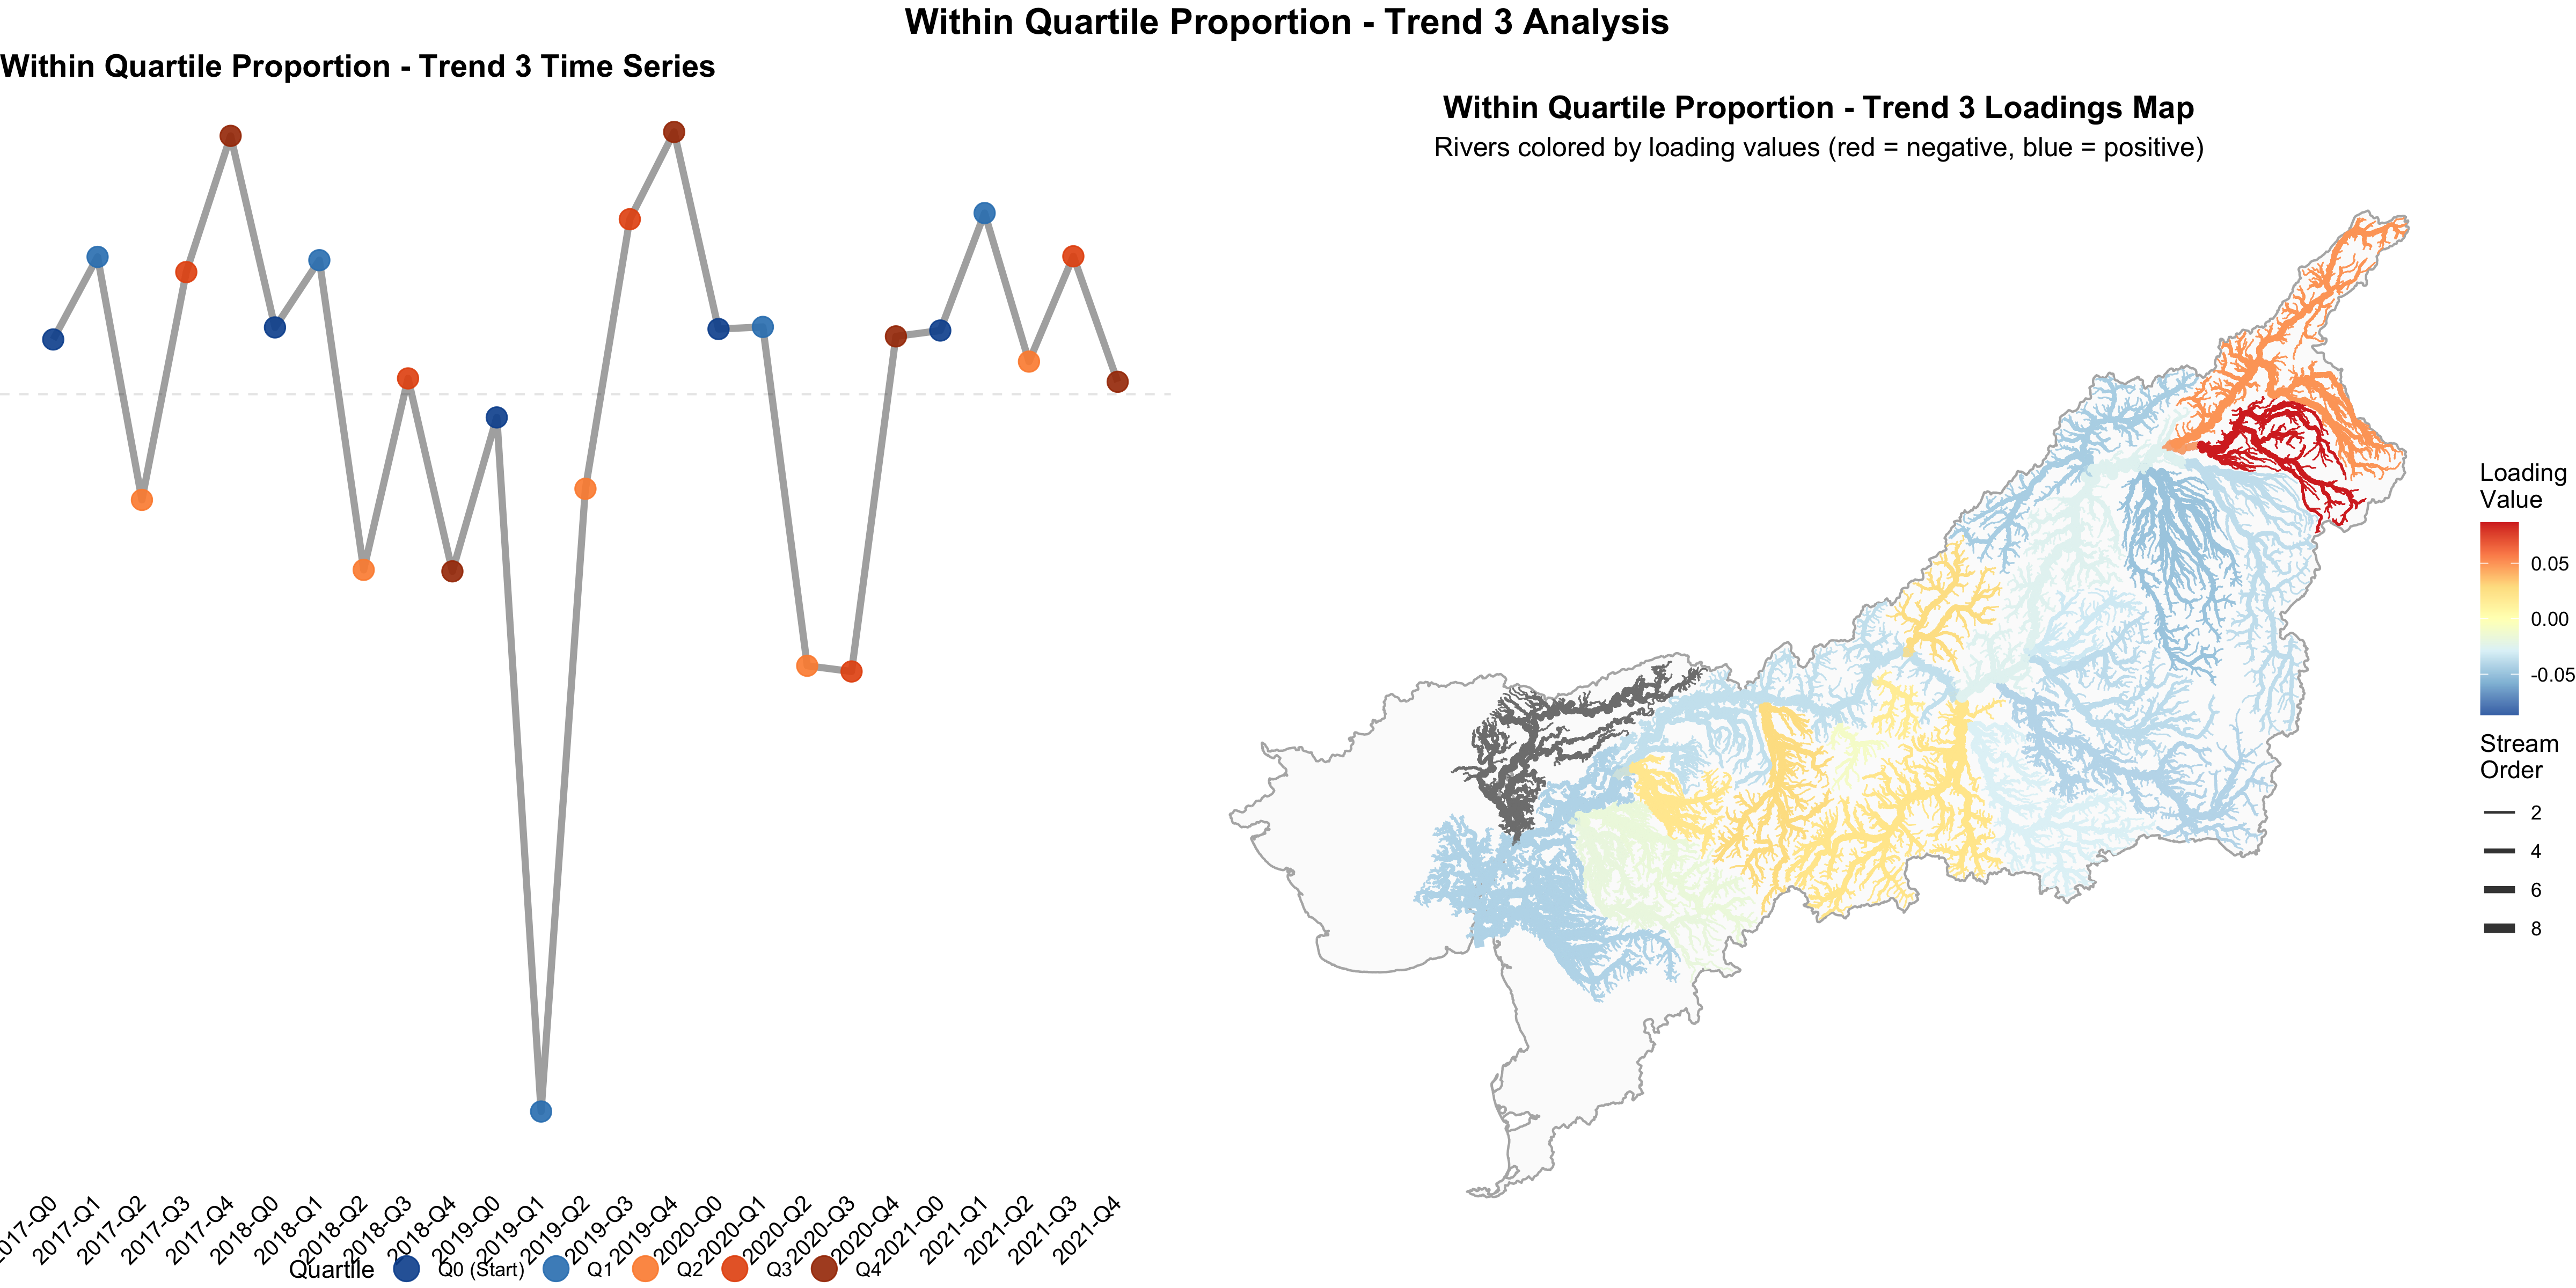 Within Quartile Proportion - Trend 3 Analysis
Within Quartile Proportion - Trend 3 Time Series
2017-Q0
2017-Q1
2017-Q2
2017-Q3
2017-Q4
2018-Q0
2018-Q1
2018-Q2
2018-Q3
2018-Q4
2019-Q0
2019-Q1
2019-Q2
2019-Q3
2019-Q4
2020-Q0
2020-Q1
2020-Q2
2020-Q3
2020-Q4
2021-Q0
2021-Q1
2021-Q2
2021-Q3
2021-Q4
Quartile Q0 (Start) Q1 Q2 Q3 Q4
Within Quartile Proportion - Trend 3 Loadings Map
Rivers colored by loading values (red = negative, blue = positive)
Loading
Value
0.05
0.00
-0.05
Stream
Order
2
4
6
8